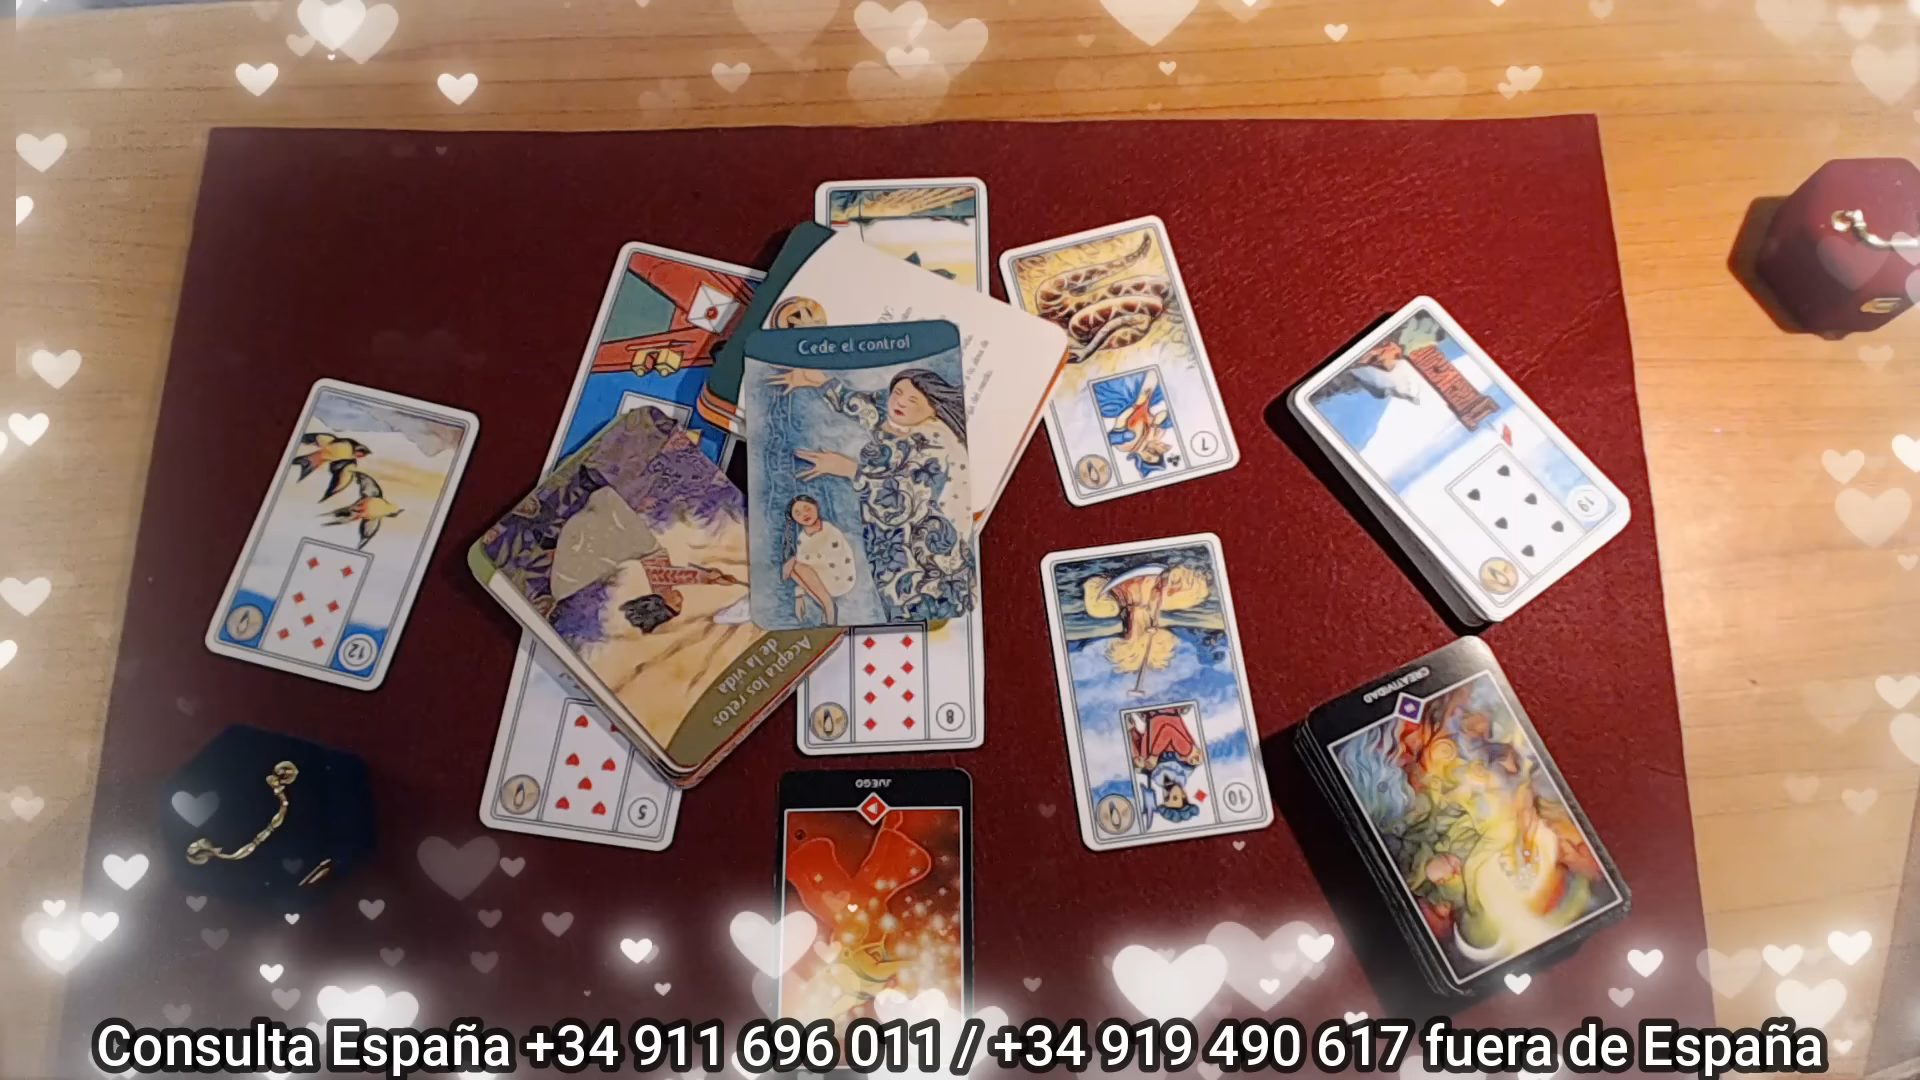 Cede el control
7
12
19
Acepta los retos
de la vida
8
5
10
CREATIVIDAD
JUEGO
Consulta España +34 911 696 011 / +34 919 490 617 fuera de España